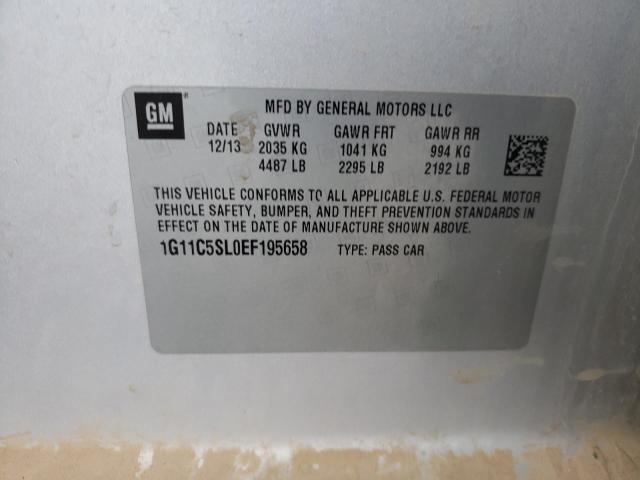 GM ®
MFD BY GENERAL MOTORS LLC
DATE GVWR GAWR FRT GAWR RR
12/13 2035 KG 1041 KG 994 KG
4487 LB 2295 LB 2192 LB
THIS VEHICLE CONFORMS TO ALL APPLICABLE U.S. FEDERAL MOTOR
VEHICLE SAFETY, BUMPER, AND THEFT PREVENTION STANDARDS IN
EFFECT ON THE DATE OF MANUFACTURE SHOWN ABOVE.
1G11C5SL0EF195658 TYPE: PASS CAR